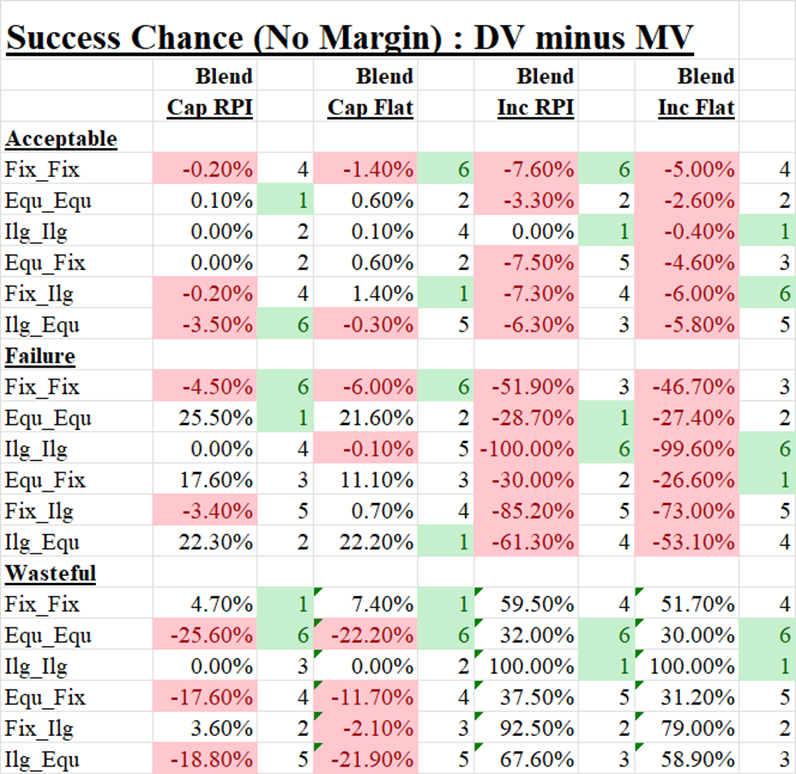 Success Chance (No Margin) : DV minus MV
Blend Blend Blend Blend
Cap RPI Cap Flat Inc RPI Inc Flat
Acceptable
Fix_Fix -0.20% 4 -1.40% 6 -7.60% 6 -5.00% 4
Equ_Equ 0.10% 1 0.60% 2 -3.30% 2 -2.60% 2
Ilg_Ilg 0.00% 2 0.10% 4 0.00% 1 -0.40% 1
Equ_Fix 0.00% 2 0.60% 2 -7.50% 5 -4.60% 3
Fix_Ilg -0.20% 4 1.40% 1 -7.30% 4 -6.00% 6
Ilg_Equ -3.50% 6 -0.30% 5 -6.30% 3 -5.80% 5
Failure
Fix_Fix -4.50% 6 -6.00% 6 -51.90% 3 -46.70% 3
Equ_Equ 25.50% 1 21.60% 2 -28.70% 1 -27.40% 2
Ilg_Ilg 0.00% 4 -0.10% 5 -100.00% 6 -99.60% 6
Equ_Fix 17.60% 3 11.10% 3 -30.00% 2 -26.60% 1
Fix_Ilg -3.40% 5 0.70% 4 -85.20% 5 -73.00% 5
Ilg_Equ 22.30% 2 22.20% 1 -61.30% 4 -53.10% 4
Wasteful
Fix_Fix 4.70% 1 7.40% 1 59.50% 4 51.70% 4
Equ_Equ -25.60% 6 -22.20% 6 32.00% 6 30.00% 6
Ilg_Ilg 0.00% 3 0.00% 2 100.00% 1 100.00% 1
Equ_Fix -17.60% 4 -11.70% 4 37.50% 5 31.20% 5
Fix_Ilg 3.60% 2 -2.10% 3 92.50% 2 79.00% 2
Ilg_Equ -18.80% 5 -21.90% 5 67.60% 3 58.90% 3